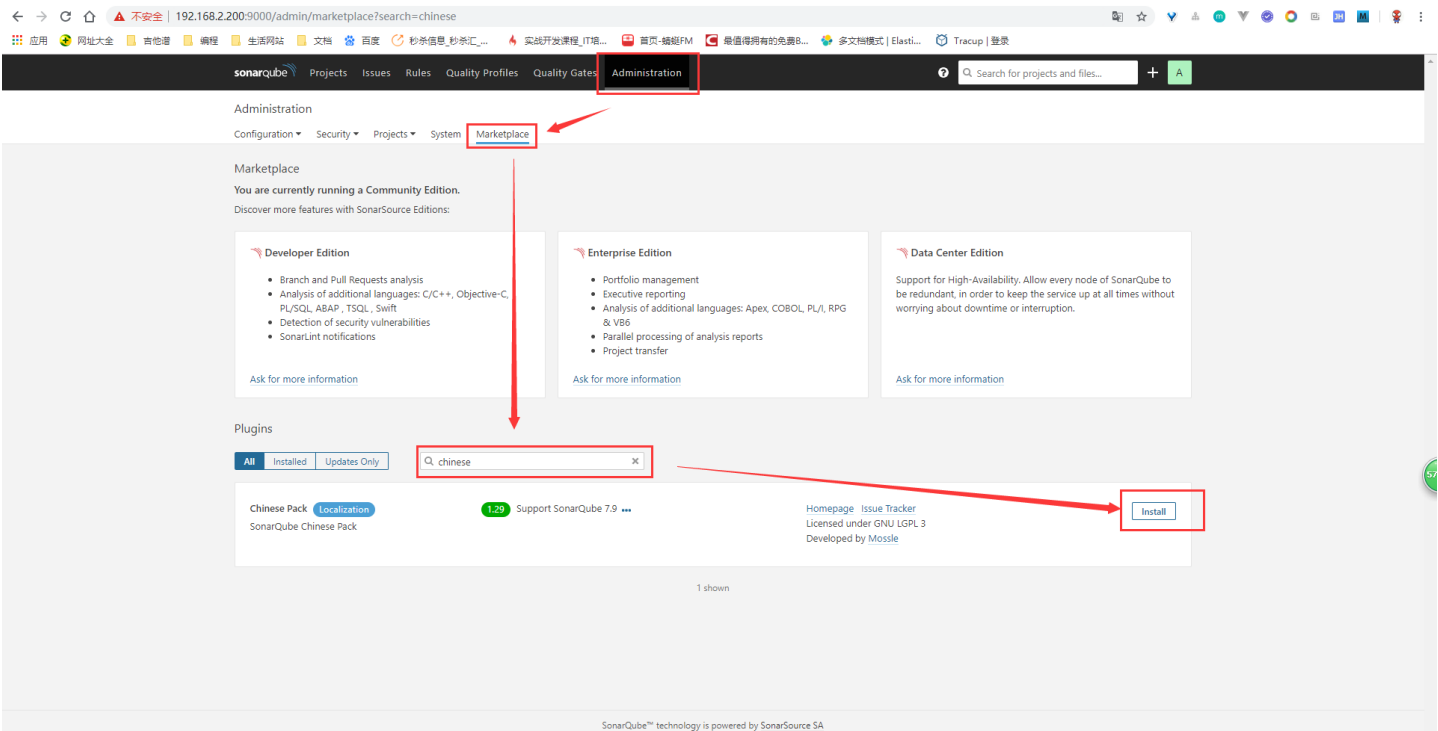 不安全 | 192.168.2.200:9000/admin/marketplace?search=chinese
应用 网址大全 吉他谱 编程 生活网站 文档 百度 秒杀信息_秒杀汇_... 实战开发课程_IT培... 首页-蜻蜓FM 最值得拥有的免费B... 多文档模式 | Elasti... Tracup | 登录
sonarqube Projects Issues Rules Quality Profiles Quality Gates Administration ? Search for projects and files... + A
Administration
Configuration Security Projects System Marketplace
Marketplace
You are currently running a Community Edition.
Discover more features with SonarSource Editions:
Developer Edition
Branch and Pull Requests analysis
Analysis of additional languages: C/C++, Objective-C,
PL/SQL, ABAP , TSQL , Swift
Detection of security vulnerabilities
SonarLint notifications
Ask for more information
Enterprise Edition
Portfolio management
Executive reporting
Analysis of additional languages: Apex, COBOL, PL/I, RPG
& VB6
Parallel processing of analysis reports
Project transfer
Ask for more information
Data Center Edition
Support for High-Availability. Allow every node of SonarQube to
be redundant, in order to keep the service up at all times without
worrying about downtime or interruption.
Ask for more information
Plugins
All Installed Updates Only chinese
Chinese Pack Localization 1.29 Support SonarQube 7.9 ... Homepage Issue Tracker Install
SonarQube Chinese Pack Licensed under GNU LGPL 3
Developed by Mossle
57
1 shown
SonarQube™ technology is powered by SonarSource SA